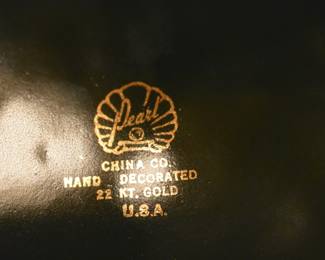 Pearl
CHINA CO.
HAND DECORATED
22 KT. GOLD
U.S.A.